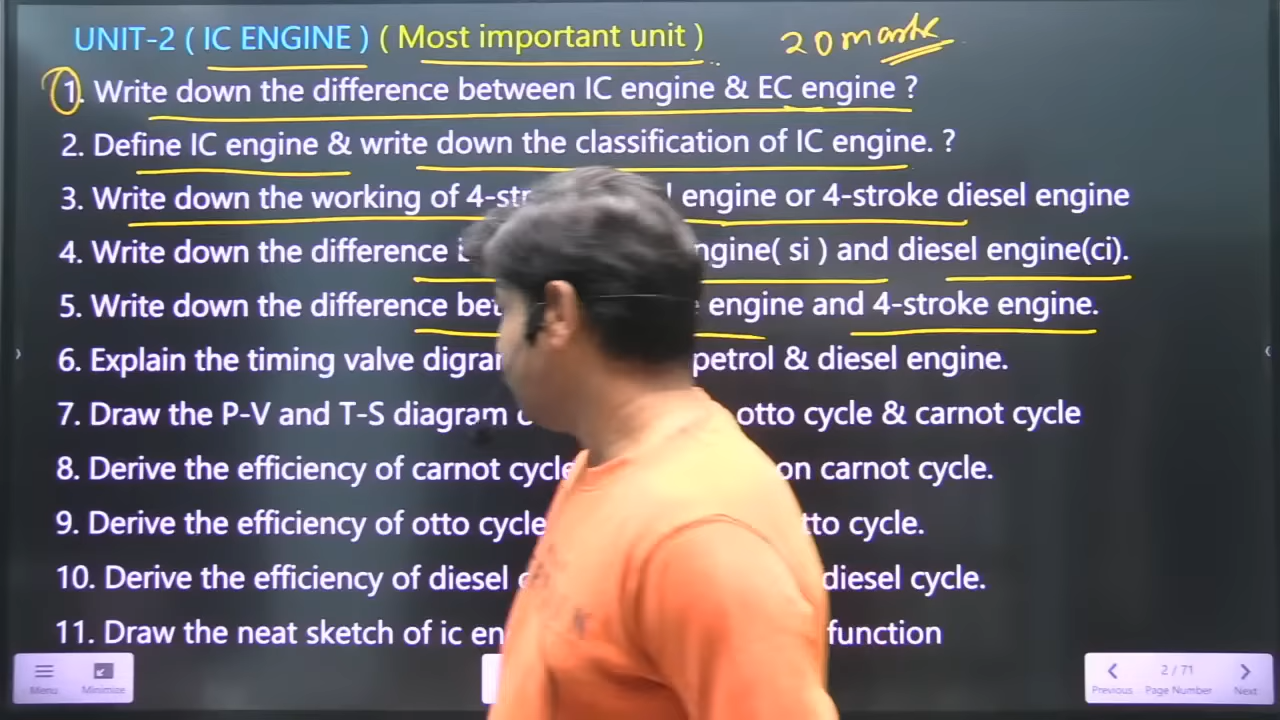 UNIT-2 ( IC ENGINE ) ( Most important unit ) 20 marks
1. Write down the difference between IC engine & EC engine ?
2. Define IC engine & write down the classification of IC engine. ?
3. Write down the working of 4-str engine or 4-stroke diesel engine
4. Write down the difference ngine( si ) and diesel engine(ci).
5. Write down the difference bet engine and 4-stroke engine.
6. Explain the timing valve digra petrol & diesel engine.
7. Draw the P-V and T-S diagram otto cycle & carnot cycle
8. Derive the efficiency of carnot cycle on carnot cycle.
9. Derive the efficiency of otto cycle tto cycle.
10. Derive the efficiency of diesel diesel cycle.
11. Draw the neat sketch of ic en function
Menu Minimize
2 / 71
Previous Page Number Next